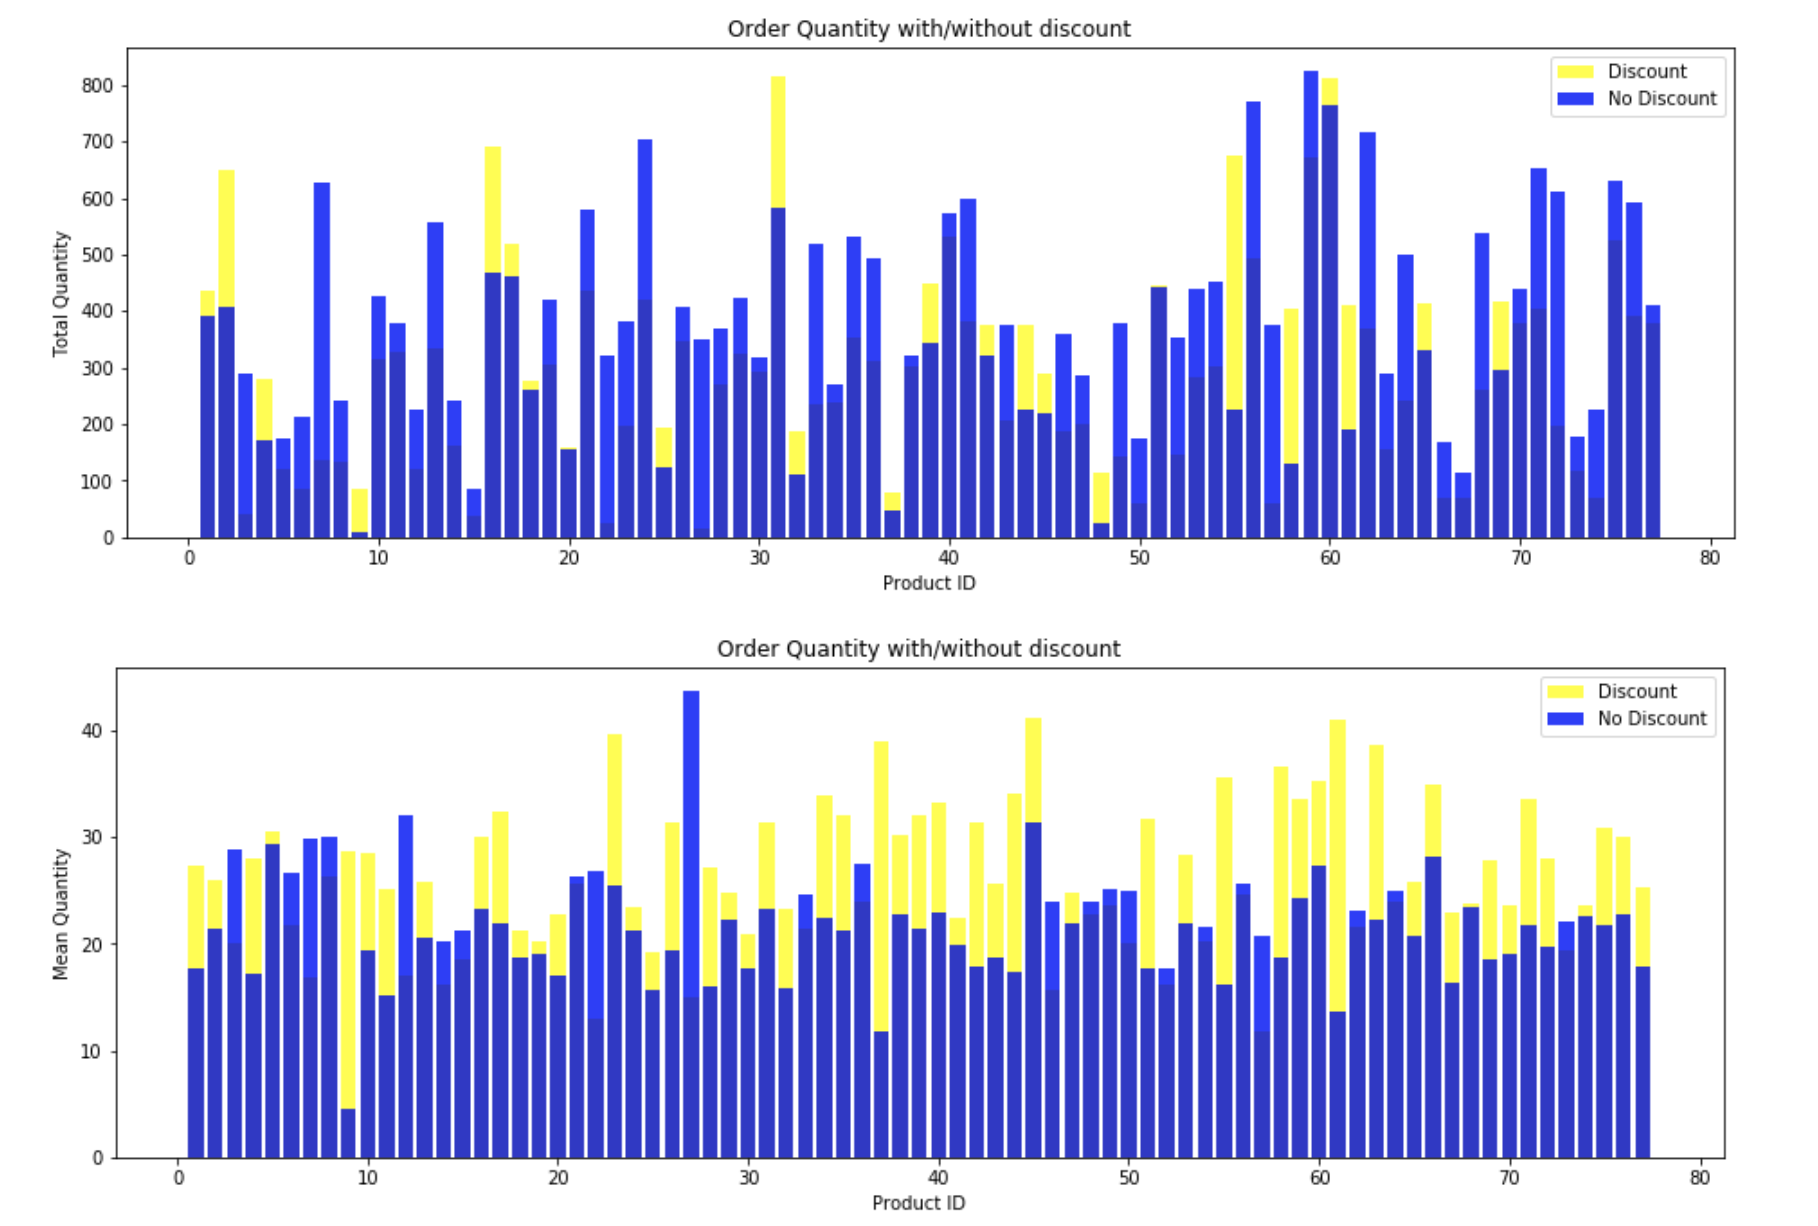 Order Quantity with/without discount
Discount
No Discount
Total Quantity
800
700
600
500
400
300
200
100
0
0 10 20 30 40 50 60 70 80
Product ID
Order Quantity with/without discount
Discount
No Discount
Mean Quantity
40
30
20
10
0
0 10 20 30 40 50 60 70 80
Product ID